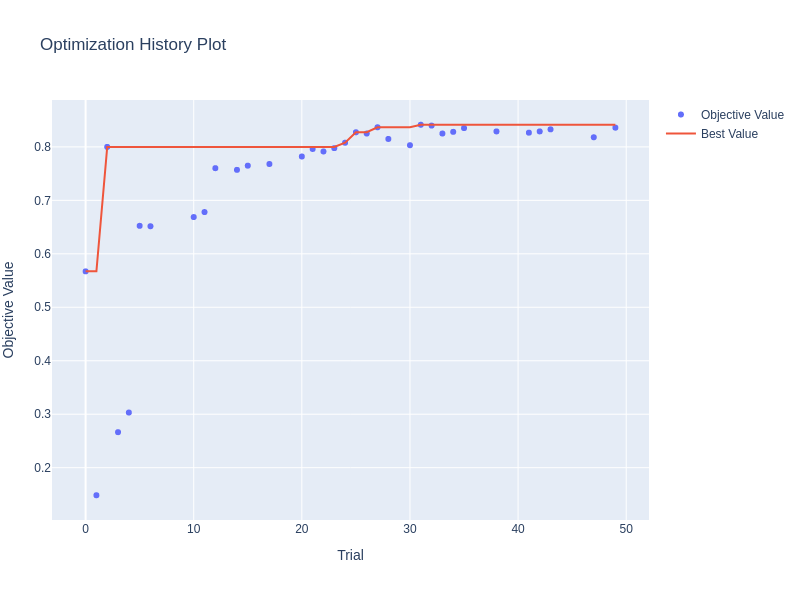 Optimization History Plot
Objective Value
Best Value
0.8
0.7
0.6
0.5
0.4
0.3
0.2
Objective Value
0 10 20 30 40 50
Trial